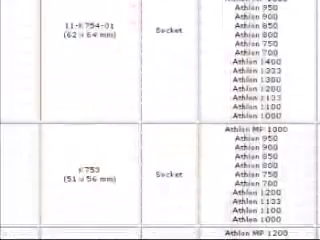 Athlon 950
Athlon 900
Athlon 850
Athlon 800
Athlon 750
Athlon 700
Athlon 1400
Athlon 1333
Athlon 1300
Athlon 1200
Athlon 1133
Athlon 1100
Athlon 1000
11-K754-01
(62 x 64 mm)
Socket
Athlon MP 1000
Athlon 950
Athlon 900
Athlon 850
Athlon 800
Athlon 750
Athlon 700
Athlon 1200
Athlon 1133
Athlon 1100
Athlon 1000
K753
(51 x 56 mm)
Socket
Athlon MP 1200